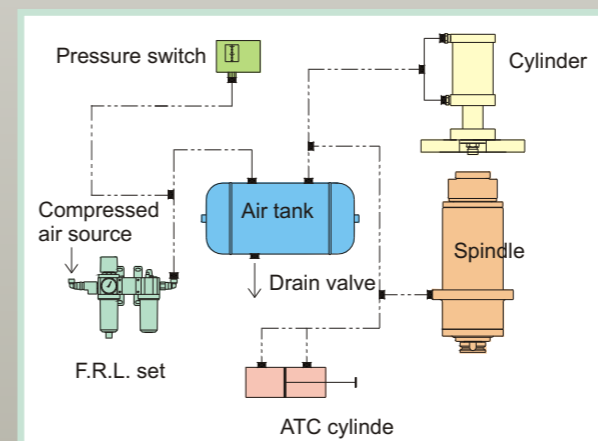 Pressure switch
Cylinder
Compressed
air source
Air tank
Spindle
Drain valve
F.R.L. set
ATC cylinde